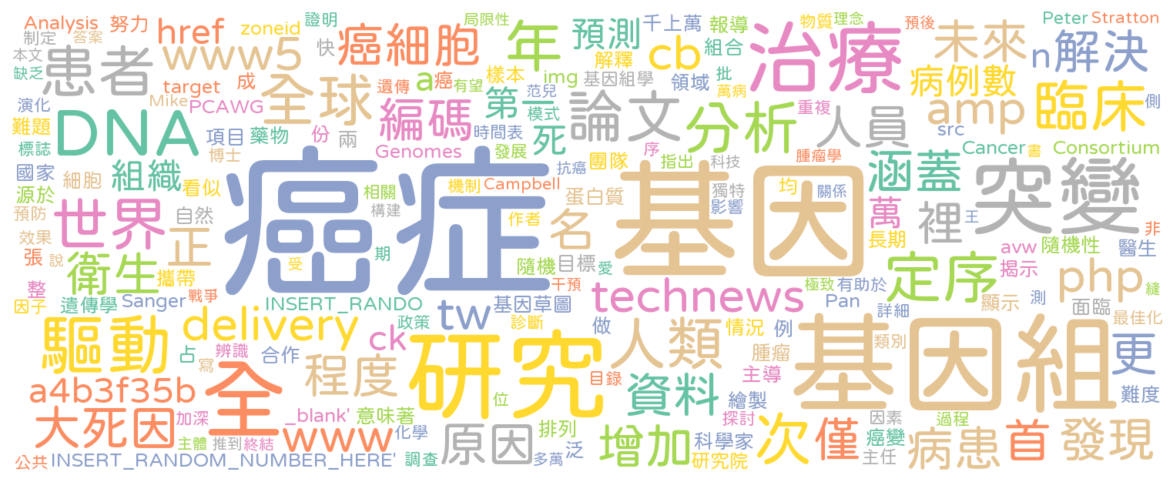 Analysis 努力 href zoneid 證明 癌細胞 局限性 年 預測 千上萬 cb 報導 組合 物質 理念 治療 預後 未來 Peter Stratton
制定 本文 答案 缺乏 患者 www5 快 成 a 癌 遺傳 有望 樣本 解釋 img 基因組學 領域 批 萬病 病例數 n 解決
演化 Mike 全球 target PCAWG 編碼 第一 范兒 模式 論文 分析 重複 人員 amp 臨床 側
難題 標誌 DNA 項目 藥物 份 兩 時間表 死 序 src
國家 博士 Genomes 發展 團隊 指出 科技 腫瘤學 涵蓋 Cancer 書 Consortium
源於 細胞 組織 看似 相關 機制 Campbell 抗癌 蛋白質 獨特 均 關係 突變
預防 世界 自然 癌症 構建 作者 名 影響 基因 萬 裡 王
效果 張 說 正 攜帶 期 隨機 目標 愛 長期 avw 隨機性 非 醫生
因子 整 衛生 遺傳學 Sanger 戰爭 受 INSERT_RANDO 干預 基因草圖 technews 極致 有助於 Pan 定序 揭示 測 php 縫
驅動 delivery ck 政策 tw 診斷 做 人類 情況 例 詳細 顯示 面臨 最佳化
占 寫 辨識 合作 程度 研究 目錄 腫瘤 主導 類別 基因組 更
a4b3f35b 全 _blank' 意味著 位 資料 繪製 探討 難度
大死因 加深 www 化學 原因 排列 增加 科學家 次 僅 因素 癌變 過程 病患 首 發現
公共 主體 推到 終結 INSERT_RANDOM_NUMBER_HERE' 調查 多萬 泛 研究院 主任